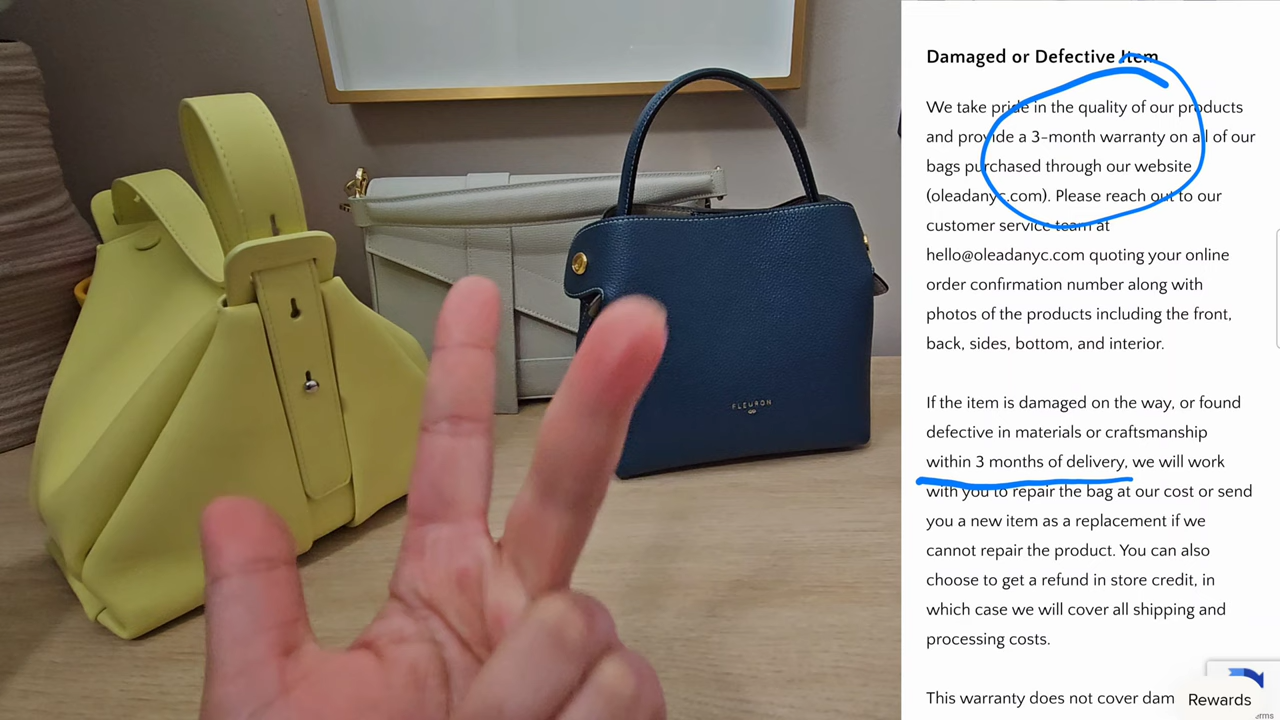 FLEURON
Damaged or Defective Item
We take pride in the quality of our products
and provide a 3-month warranty on all of our
bags purchased through our website
(oleadanyc.com). Please reach out to our
customer service team at
hello@oleadanyc.com quoting your online
order confirmation number along with
photos of the products including the front,
back, sides, bottom, and interior.
If the item is damaged on the way, or found
defective in materials or craftsmanship
within 3 months of delivery, we will work
with you to repair the bag at our cost or send
you a new item as a replacement if we
cannot repair the product. You can also
choose to get a refund in store credit, in
which case we will cover all shipping and
processing costs.
This warranty does not cover dam
Rewards